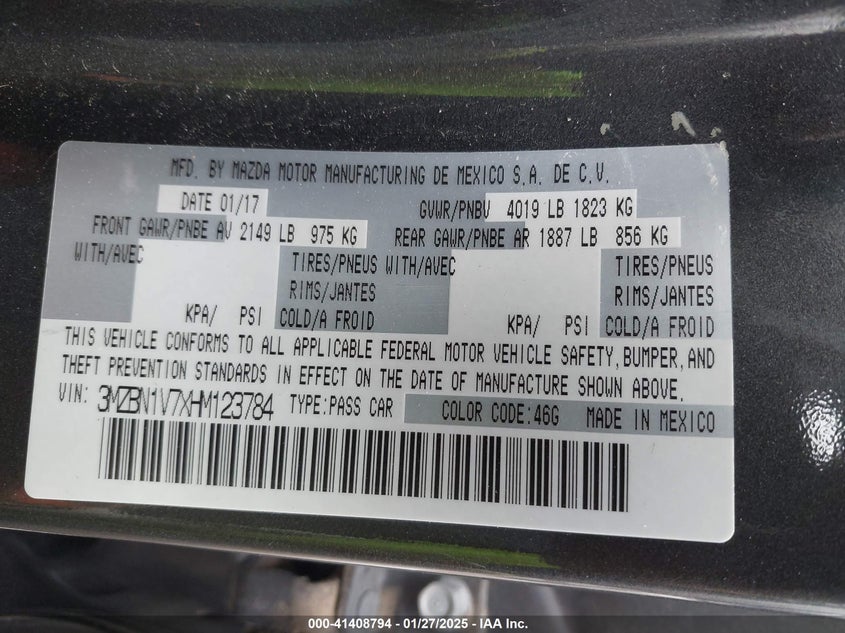 MFD. BY MAZDA MOTOR MANUFACTURING DE MEXICO S.A. DE C.V.
DATE 01/17 GVWR/PNBV 4019 LB 1823 KG
FRONT GAWR/PNBE AV 2149 LB 975 KG REAR GAWR/PNBE AR 1887 LB 856 KG
WITH/AVEC TIRES/PNEUS WITH/AVEC TIRES/PNEUS
RIMS/JANTES RIMS/JANTES
KPA/ PSI COLD/A FROID KPA/ PSI COLD/A FROID
THIS VEHICLE CONFORMS TO ALL APPLICABLE FEDERAL MOTOR VEHICLE SAFETY, BUMPER, AND
THEFT PREVENTION STANDARDS IN EFFECT ON THE DATE OF MANUFACTURE SHOWN ABOVE.
VIN: 3MZBN1V7XHM123784 TYPE:PASS CAR COLOR CODE:46G MADE IN MEXICO
000-41408794 - 01/27/2025 - IAA Inc.